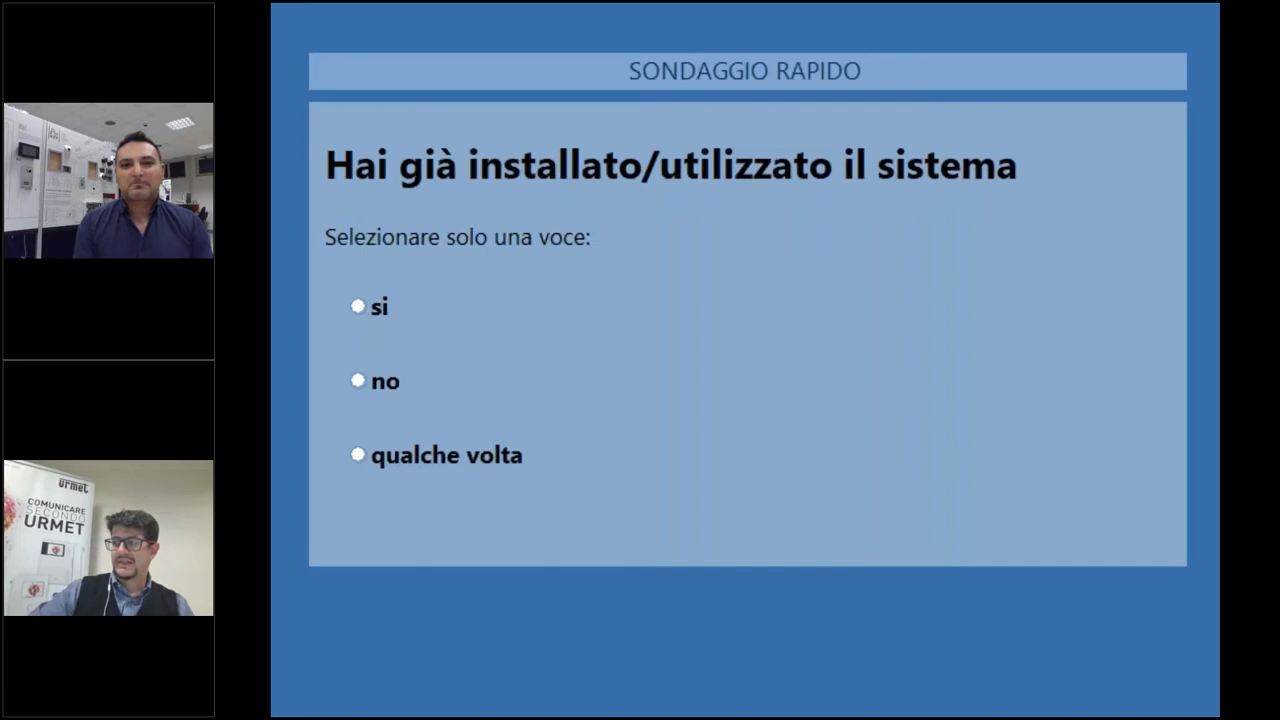 SONDAGGIO RAPIDO
Hai già installato/utilizzato il sistema
Selezionare solo una voce:
si
no
qualche volta
urmet
COMUNICARE
SECONDO
URMET